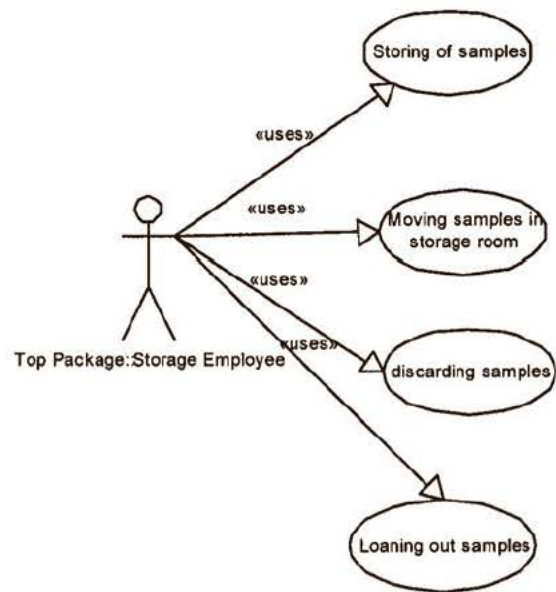 Storing of samples
«uses»
«uses»
Moving samples in
storage room
«uses»
Top Package::Storage Employee
«uses»
discarding samples
Loaning out samples